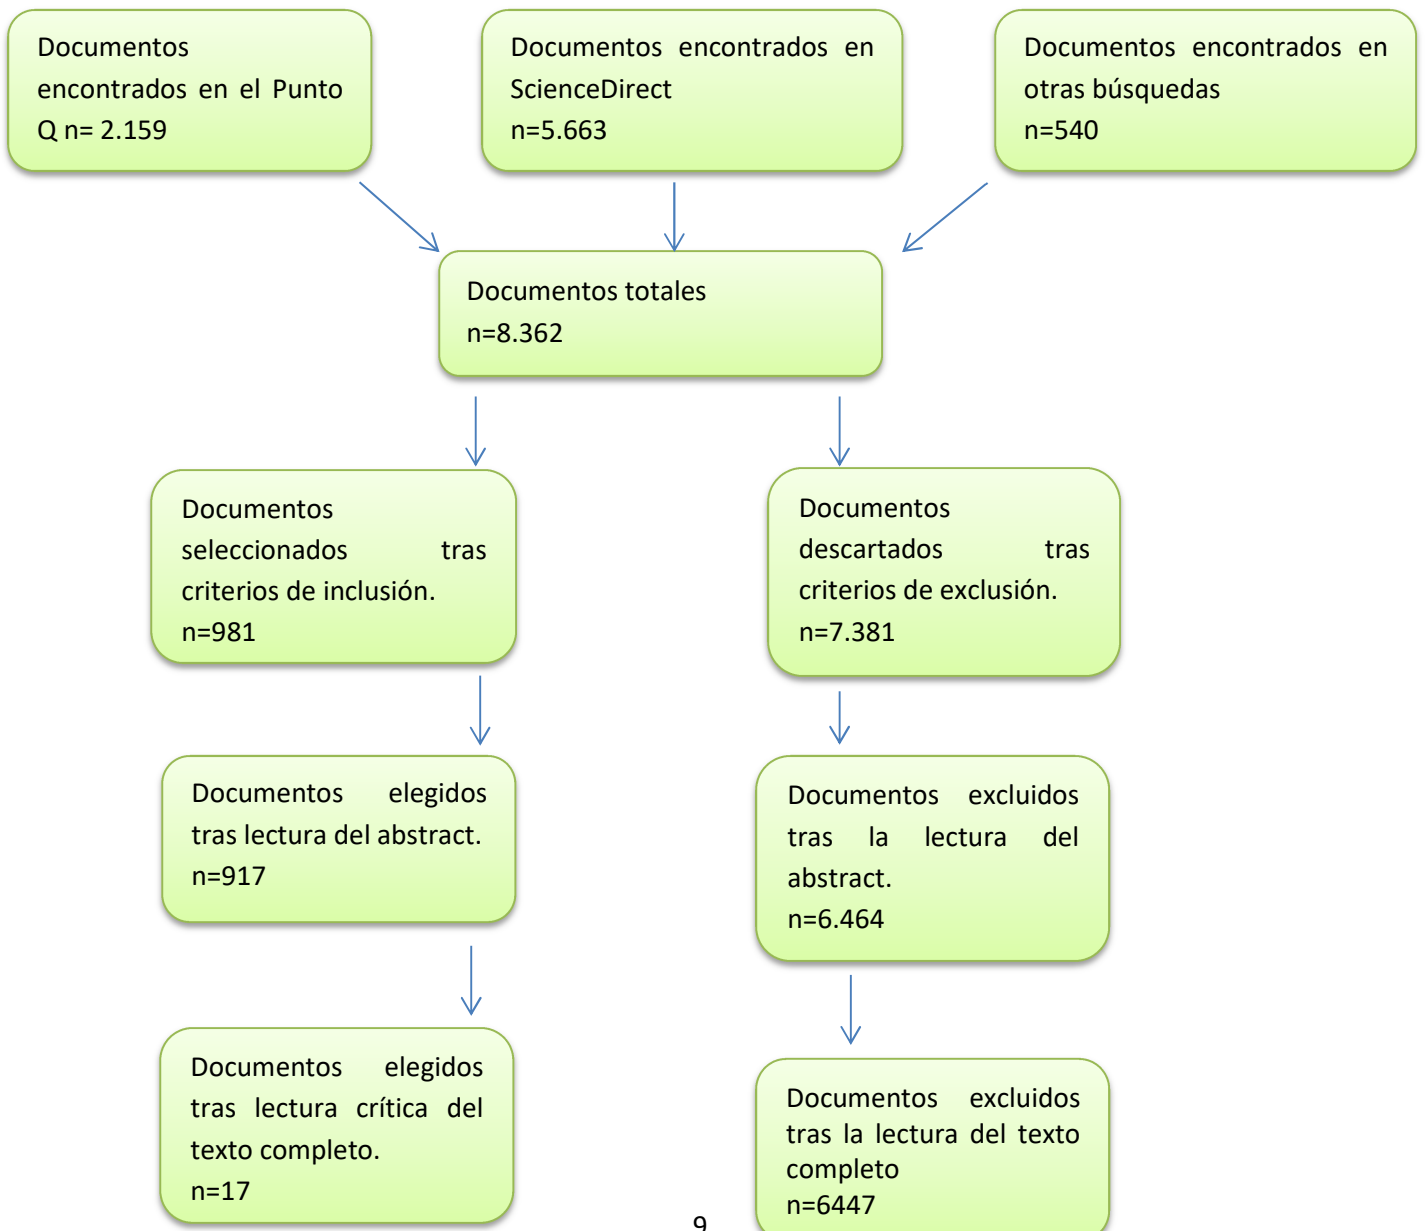 Documentos
encontrados en el Punto
Q n= 2.159
Documentos encontrados en
ScienceDirect
n=5.663
Documentos encontrados en
otras búsquedas
n=540
Documentos totales
n=8.362
Documentos
seleccionados tras
criterios de inclusión.
n=981
Documentos
descartados tras
criterios de exclusión.
n=7.381
Documentos elegidos
tras lectura del abstract.
n=917
Documentos excluidos
tras la lectura del
abstract.
n=6.464
Documentos elegidos
tras lectura crítica del
texto completo.
n=17
Documentos excluidos
tras la lectura del texto
completo
n=6447
9